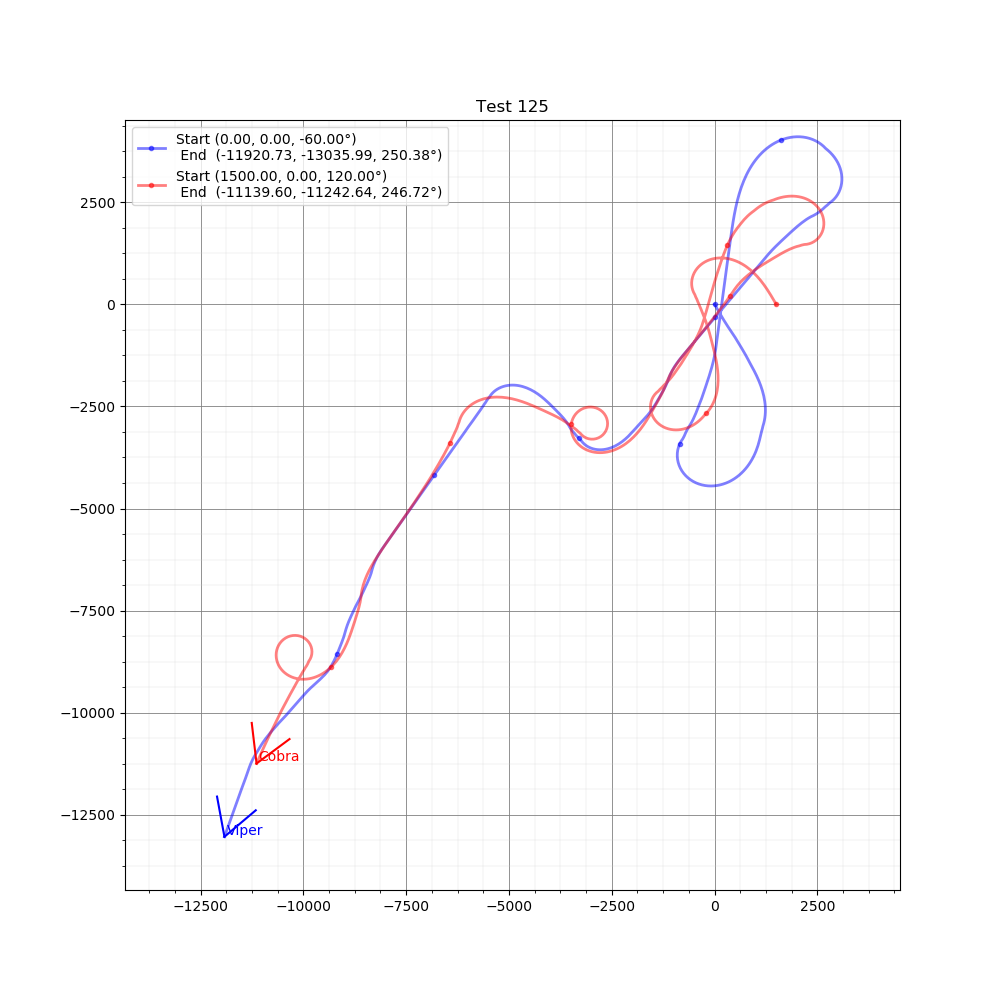 Test 125
Start (0.00, 0.00, -60.00°)
End (-11920.73, -13035.99, 250.38°)
Start (1500.00, 0.00, 120.00°)
End (-11139.60, -11242.64, 246.72°)
2500
0
−2500
−5000
−7500
−10000
−12500
Cobra
Viper
−12500
−10000
−7500
−5000
−2500
0
2500